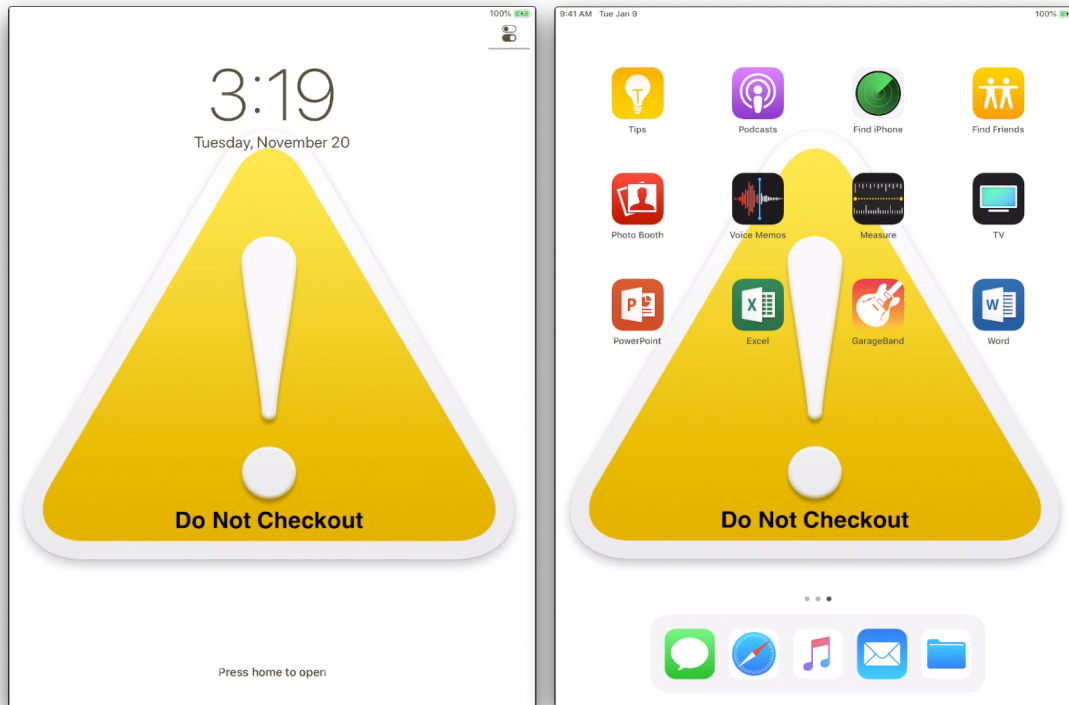 100%
3:19
Tuesday, November 20
Do Not Checkout
Press home to open
9:41 AM Tue Jan 9
100%
Tips
Podcasts
Find iPhone
Find Friends
Photo Booth
Voice Memos
Measure
TV
PowerPoint
Excel
GarageBand
Word
Do Not Checkout